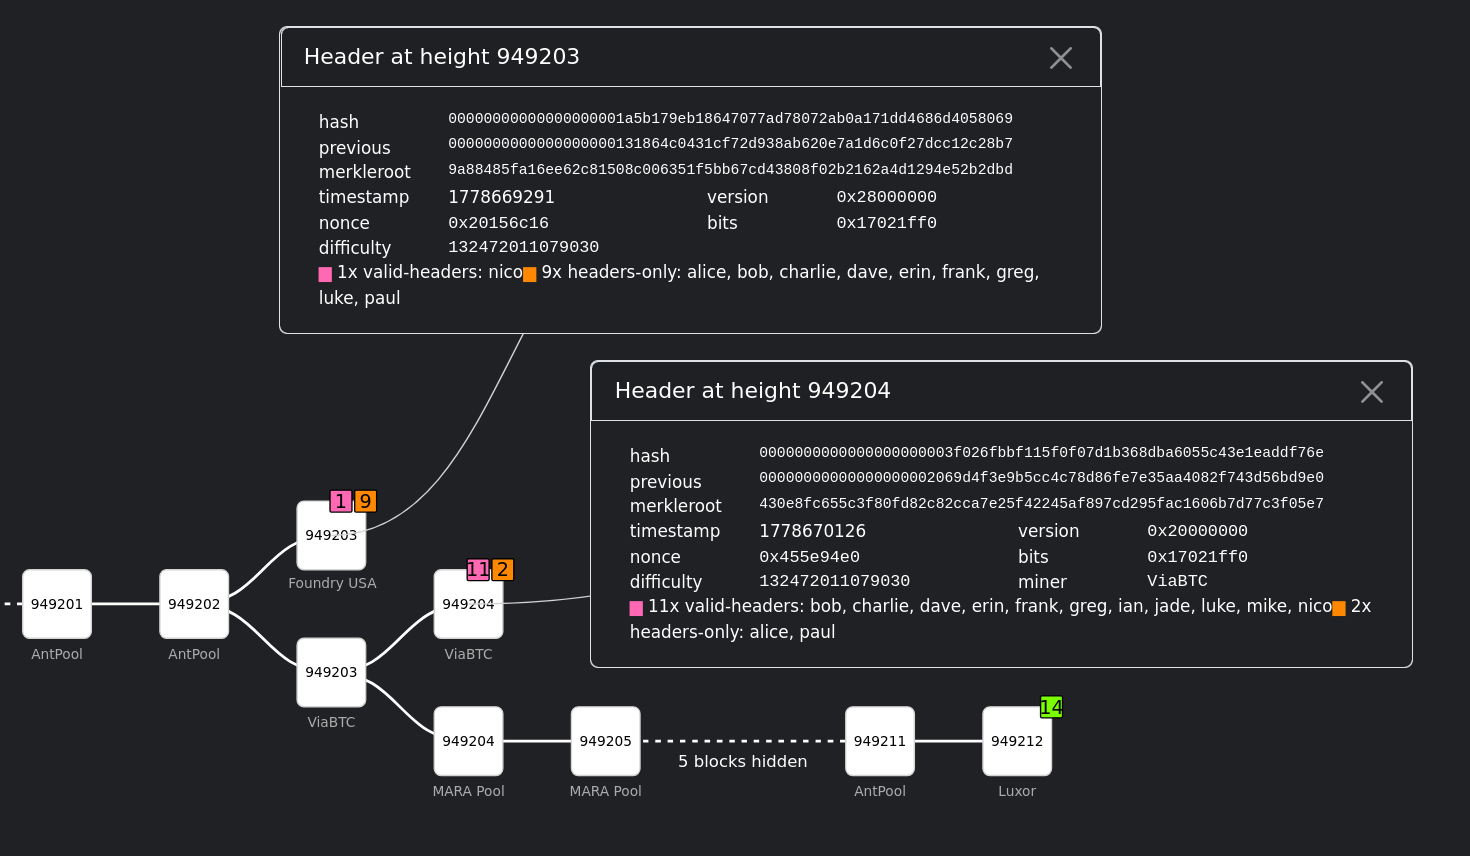 Header at height 949203
hash 00000000000000000001a5b179eb18647077ad78072ab0a171dd4686d4058069
previous 0000000000000000000131864c0431cf72d938ab620e7a1d6c0f27dcc12c28b7
merkleroot 9a88485fa16ee62c81508c006351f5bb67cd43808f02b2162a4d1294e52b2dbd
timestamp 1778669291 version 0x28000000
nonce 0x20156c16 bits 0x17021ff0
difficulty 132472011079030
1x valid-headers: nico 9x headers-only: alice, bob, charlie, dave, erin, frank, greg,
luke, paul
Header at height 949204
hash 0000000000000000000003f026fbbf115f0f07d1b368dba6055c43e1eaddf76e
previous 00000000000000000002069d4f3e9b5cc4c78d86fe7e35aa4082f743d56bd9e0
merkleroot 430e8fc655c3f80fd82c82cca7e25f42245af897cd295fac1606b7d77c3f05e7
timestamp 1778670126 version 0x20000000
nonce 0x455e94e0 bits 0x17021ff0
difficulty 132472011079030 miner ViaBTC
11x valid-headers: bob, charlie, dave, erin, frank, greg, ian, jade, luke, mike, nico 2x
headers-only: alice, paul
1 9
949203
Foundry USA
11 2
949201 949202 949204
AntPool AntPool ViaBTC
949203
ViaBTC
14
949204 949205 949211 949212
5 blocks hidden
MARA Pool MARA Pool AntPool Luxor